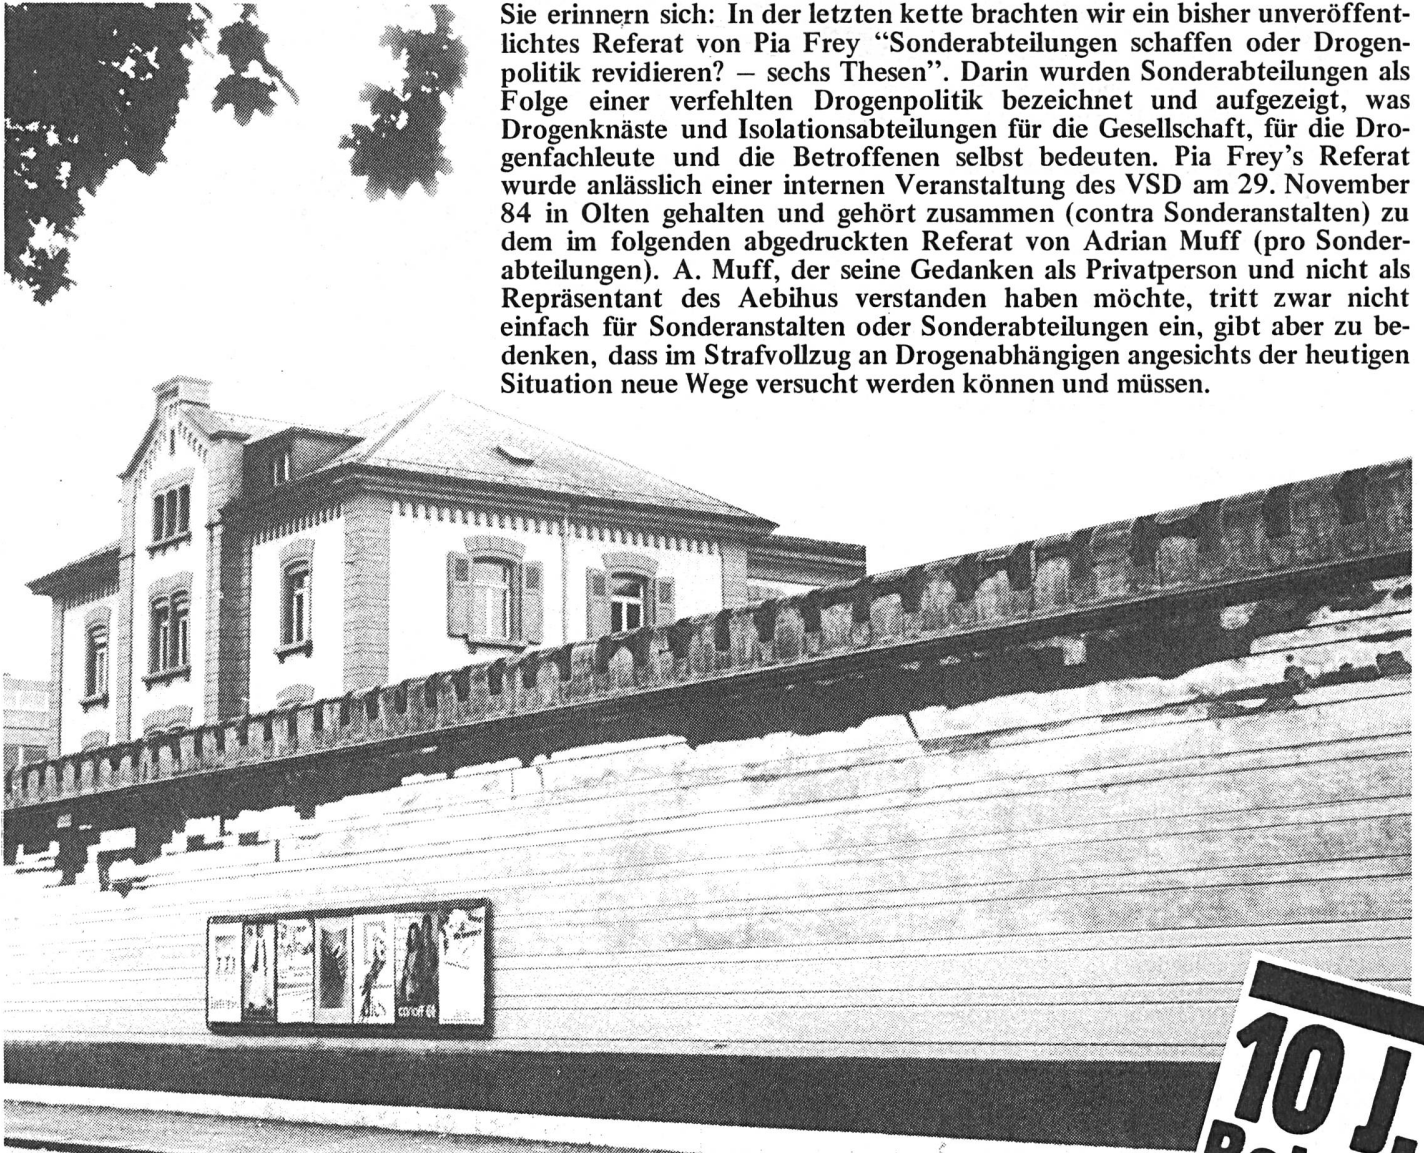 Sie erinnern sich: In der letzten kette brachten wir ein bisher unveröffent-
lichtes Referat von Pia Frey “Sonderabteilungen schaffen oder Drogen-
politik revidieren? — sechs Thesen”. Darin wurden Sonderabteilungen als
Folge einer verfehlten Drogenpolitik bezeichnet und aufgezeigt, was
Drogenknäste und Isolationsabteilungen für die Gesellschaft, für die Dro-
genfachleute und die Betroffenen selbst bedeuten. Pia Frey's Referat
wurde anlässlich einer internen Veranstaltung des VSD am 29. November
84 in Olten gehalten und gehört zusammen (contra Sonderanstalten) zu
dem im folgenden abgedruckten Referat von Adrian Muff (pro Sonder-
abteilungen). A. Muff, der seine Gedanken als Privatperson und nicht als
Repräsentant des Aebihus verstanden haben möchte, tritt zwar nicht
einfach für Sonderanstalten oder Sonderabteilungen ein, gibt aber zu be-
denken, dass im Strafvollzug an Drogenabhängigen angesichts der heutigen
Situation neue Wege versucht werden können und müssen.
10 J